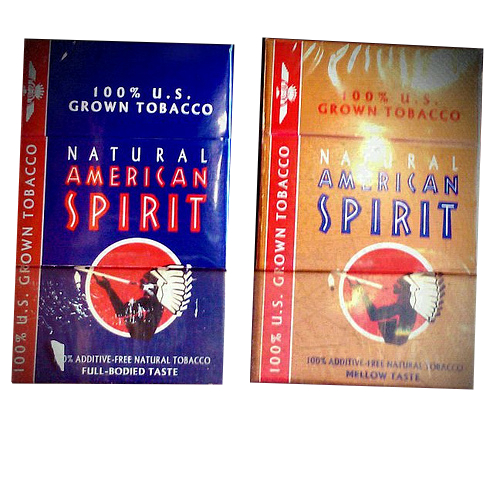 100% U.S.
GROWN TOBACCO
NATURAL
AMERICAN
SPIRIT
0% ADDITIVE-FREE NATURAL TOBACCO
FULL-BODIED TASTE
100% U.S. GROWN TOBACCO
100% U.S.
GROWN TOBACCO
NATURAL
AMERICAN
SPIRIT
100% ADDITIVE-FREE NATURAL TOBACCO
MELLOW TASTE
100% U.S. GROWN TOBACCO